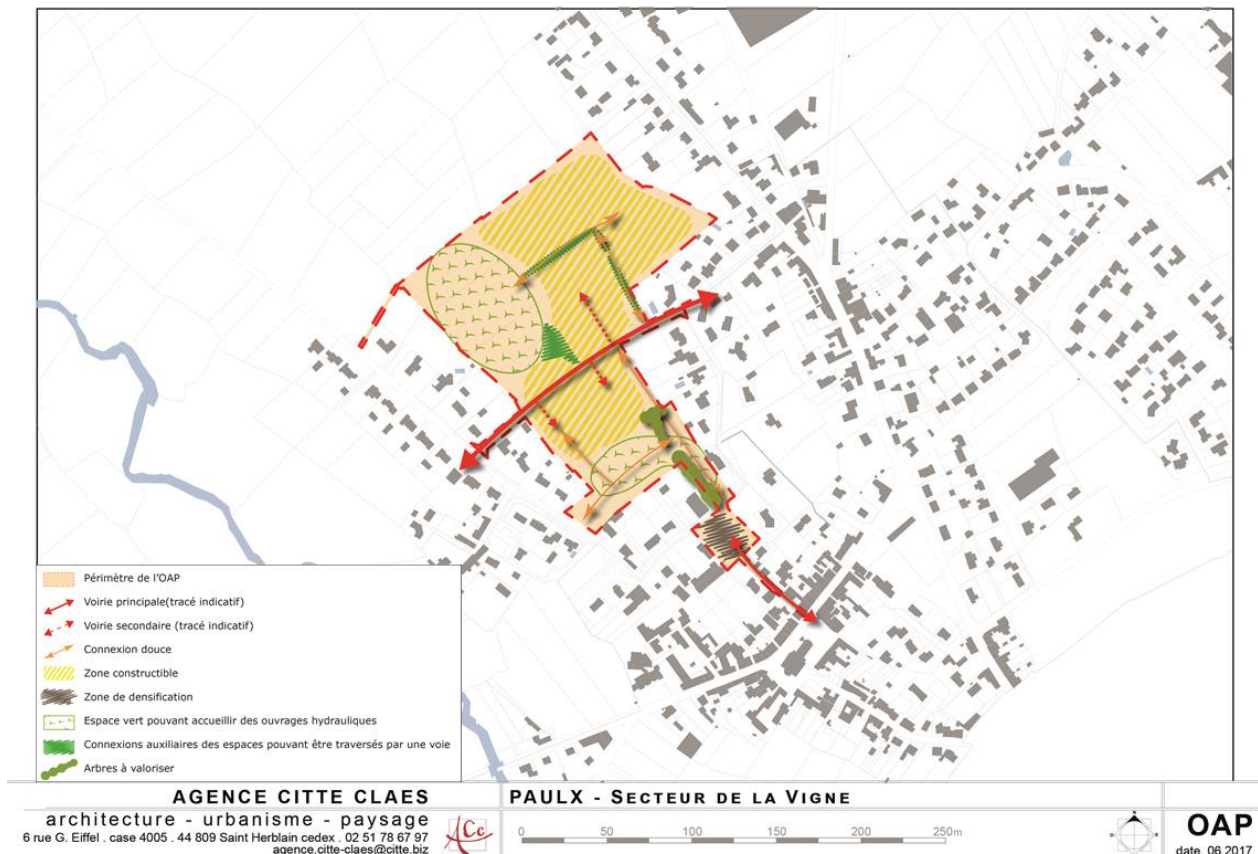 Périmètre de l'OAP
Voirie principale(tracé indicatif)
Voirie secondaire (tracé indicatif)
Connexion douce
Zone constructible
Zone de densification
Espace vert pouvant accueillir des ouvrages hydrauliques
Connexions auxiliaires des espaces pouvant être traversés par une voie
Arbres à valoriser
AGENCE CITTE CLAES
architecture - urbanisme - paysage
6 rue G. Eiffel . case 4005 . 44 809 Saint Herblain cedex . 02 51 78 67 97
agence.citte-claes@citte.biz
ACc
PAULX - SECTEUR DE LA VIGNE
0 50 100 150 200 250m
OAP
date. 06 2017